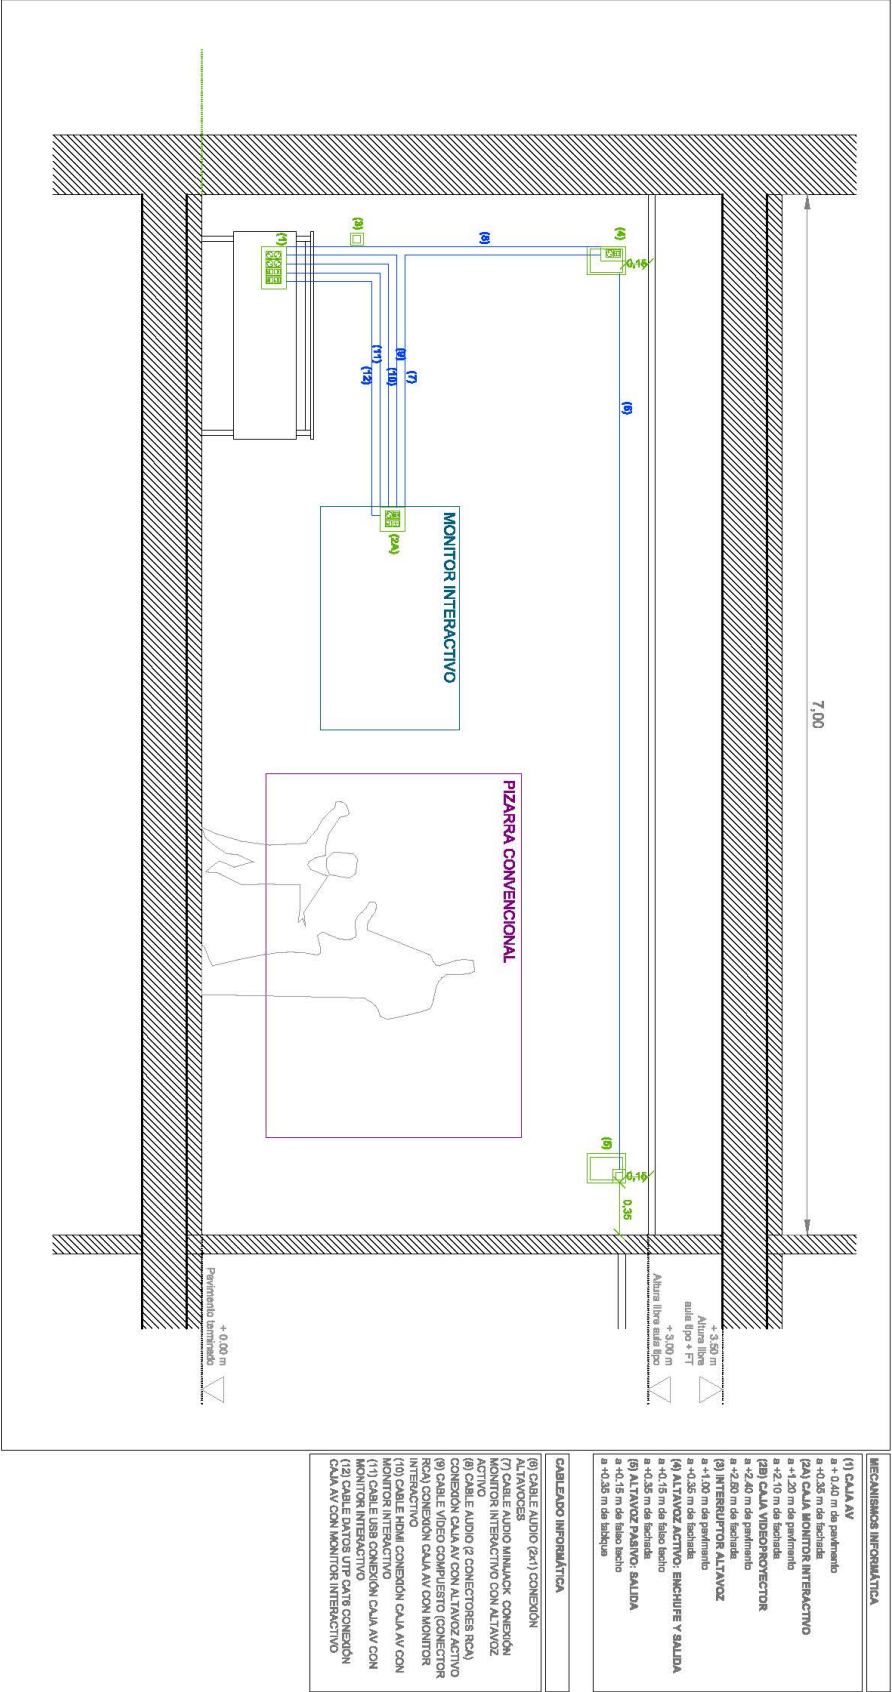 7,00
+ 3.50 m
Altura libre
aula tipo + FT
+ 3.00 m
Altura libre aula tipo
+ 0.00 m
Pavimento terminado
(4)
0,15
(8)
(3)
(1)
(6)
(7)
(9)
(10)
(11)
(12)
(2A)
MONITOR INTERACTIVO
PIZARRA CONVENCIONAL
(5)
0,15
0,35
MECANISMOS INFORMÁTICA
(1) CAJA AV
a + 0.40 m de pavimento
a +0.35 m de fachada
(2A) CAJA MONITOR INTERACTIVO
a +1.20 m de pavimento
a +2.10 m de fachada
(2B) CAJA VIDEOPROYECTOR
a +2.40 m de pavimento
a +2.80 m de fachada
(3) INTERRUPTOR ALTAVOZ
a +1.00 m de pavimento
a +0.35 m de fachada
(4) ALTAVOZ ACTIVO: ENCHUFE Y SALIDA
a +0.15 m de falso techo
a +0.35 m de fachada
(5) ALTAVOZ PASIVO: SALIDA
a +0.15 m de falso techo
a +0.35 m de tabique
CABLEADO INFORMÁTICA
(6) CABLE AUDIO (2x1) CONEXIÓN
ALTAVOCES
(7) CABLE AUDIO MINIJACK CONEXIÓN
MONITOR INTERACTIVO CON ALTAVOZ
ACTIVO
(8) CABLE AUDIO (2 CONECTORES RCA)
CONEXIÓN CAJA AV CON ALTAVOZ ACTIVO
(9) CABLE VÍDEO COMPUESTO (CONECTOR
RCA) CONEXIÓN CAJA AV CON MONITOR
INTERACTIVO
(10) CABLE HDMI CONEXIÓN CAJA AV CON
MONITOR INTERACTIVO
(11) CABLE USB CONEXIÓN CAJA AV CON
MONITOR INTERACTIVO
(12) CABLE DATOS UTP CAT6 CONEXIÓN
CAJA AV CON MONITOR INTERACTIVO